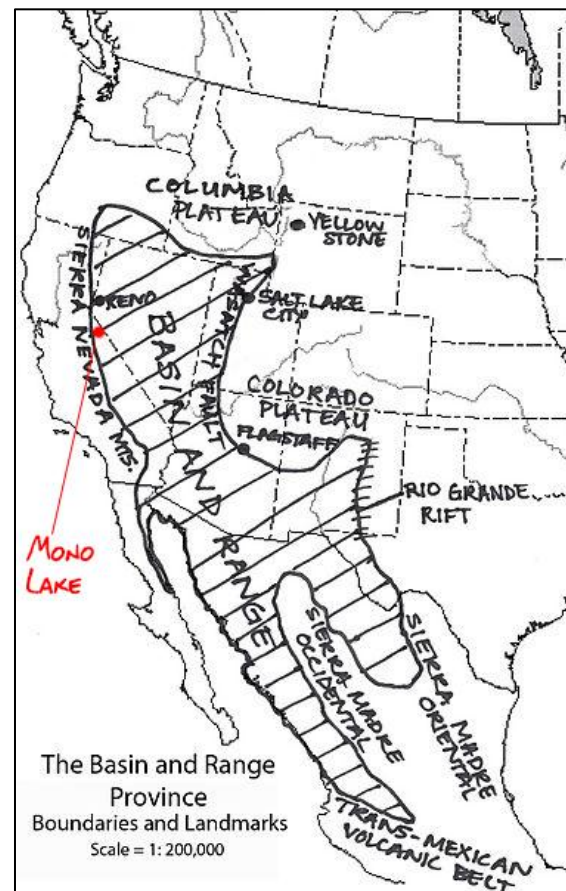 COLUMBIA
PLATEAU
YELLOW
STONE
SIERRA NEVADA MTS.
RENO
WASATCH FAULT
SALT LAKE
CITY
BASIN AND RANGE
COLORADO
PLATEAU
FLAGSTAFF
RIO GRANDE
RIFT
MONO
LAKE
SIERRA MADRE
OCCIDENTAL
SIERRA MADRE
ORIENTAL
TRANS-MEXICAN
VOLCANIC BELT
The Basin and Range
Province
Boundaries and Landmarks
Scale = 1: 200,000